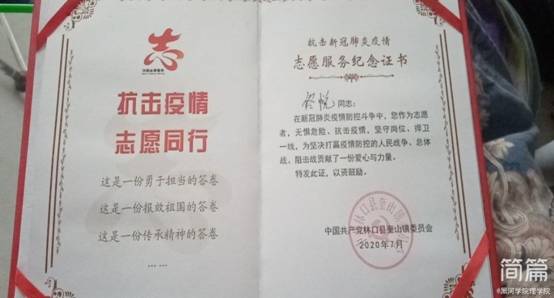 志
抗击疫情
志愿同行
这是一份勇于担当的答卷
这是一份报效祖国的答卷
这是一份传承精神的答卷
……
抗击新冠肺炎疫情
志愿服务纪念证书
悦同志:
在新冠肺炎疫情防控斗争中,您作为志愿
者,无惧危险,抗击疫情,坚守岗位,捍卫
一线,为坚决打赢疫情防控的人民战争、总体
战、阻击战贡献了一份爱心与力量。
特发此证,以资鼓励。
中国共产党林口县奎山镇委员会
2020年7月
简篇
@黑河学院理学院